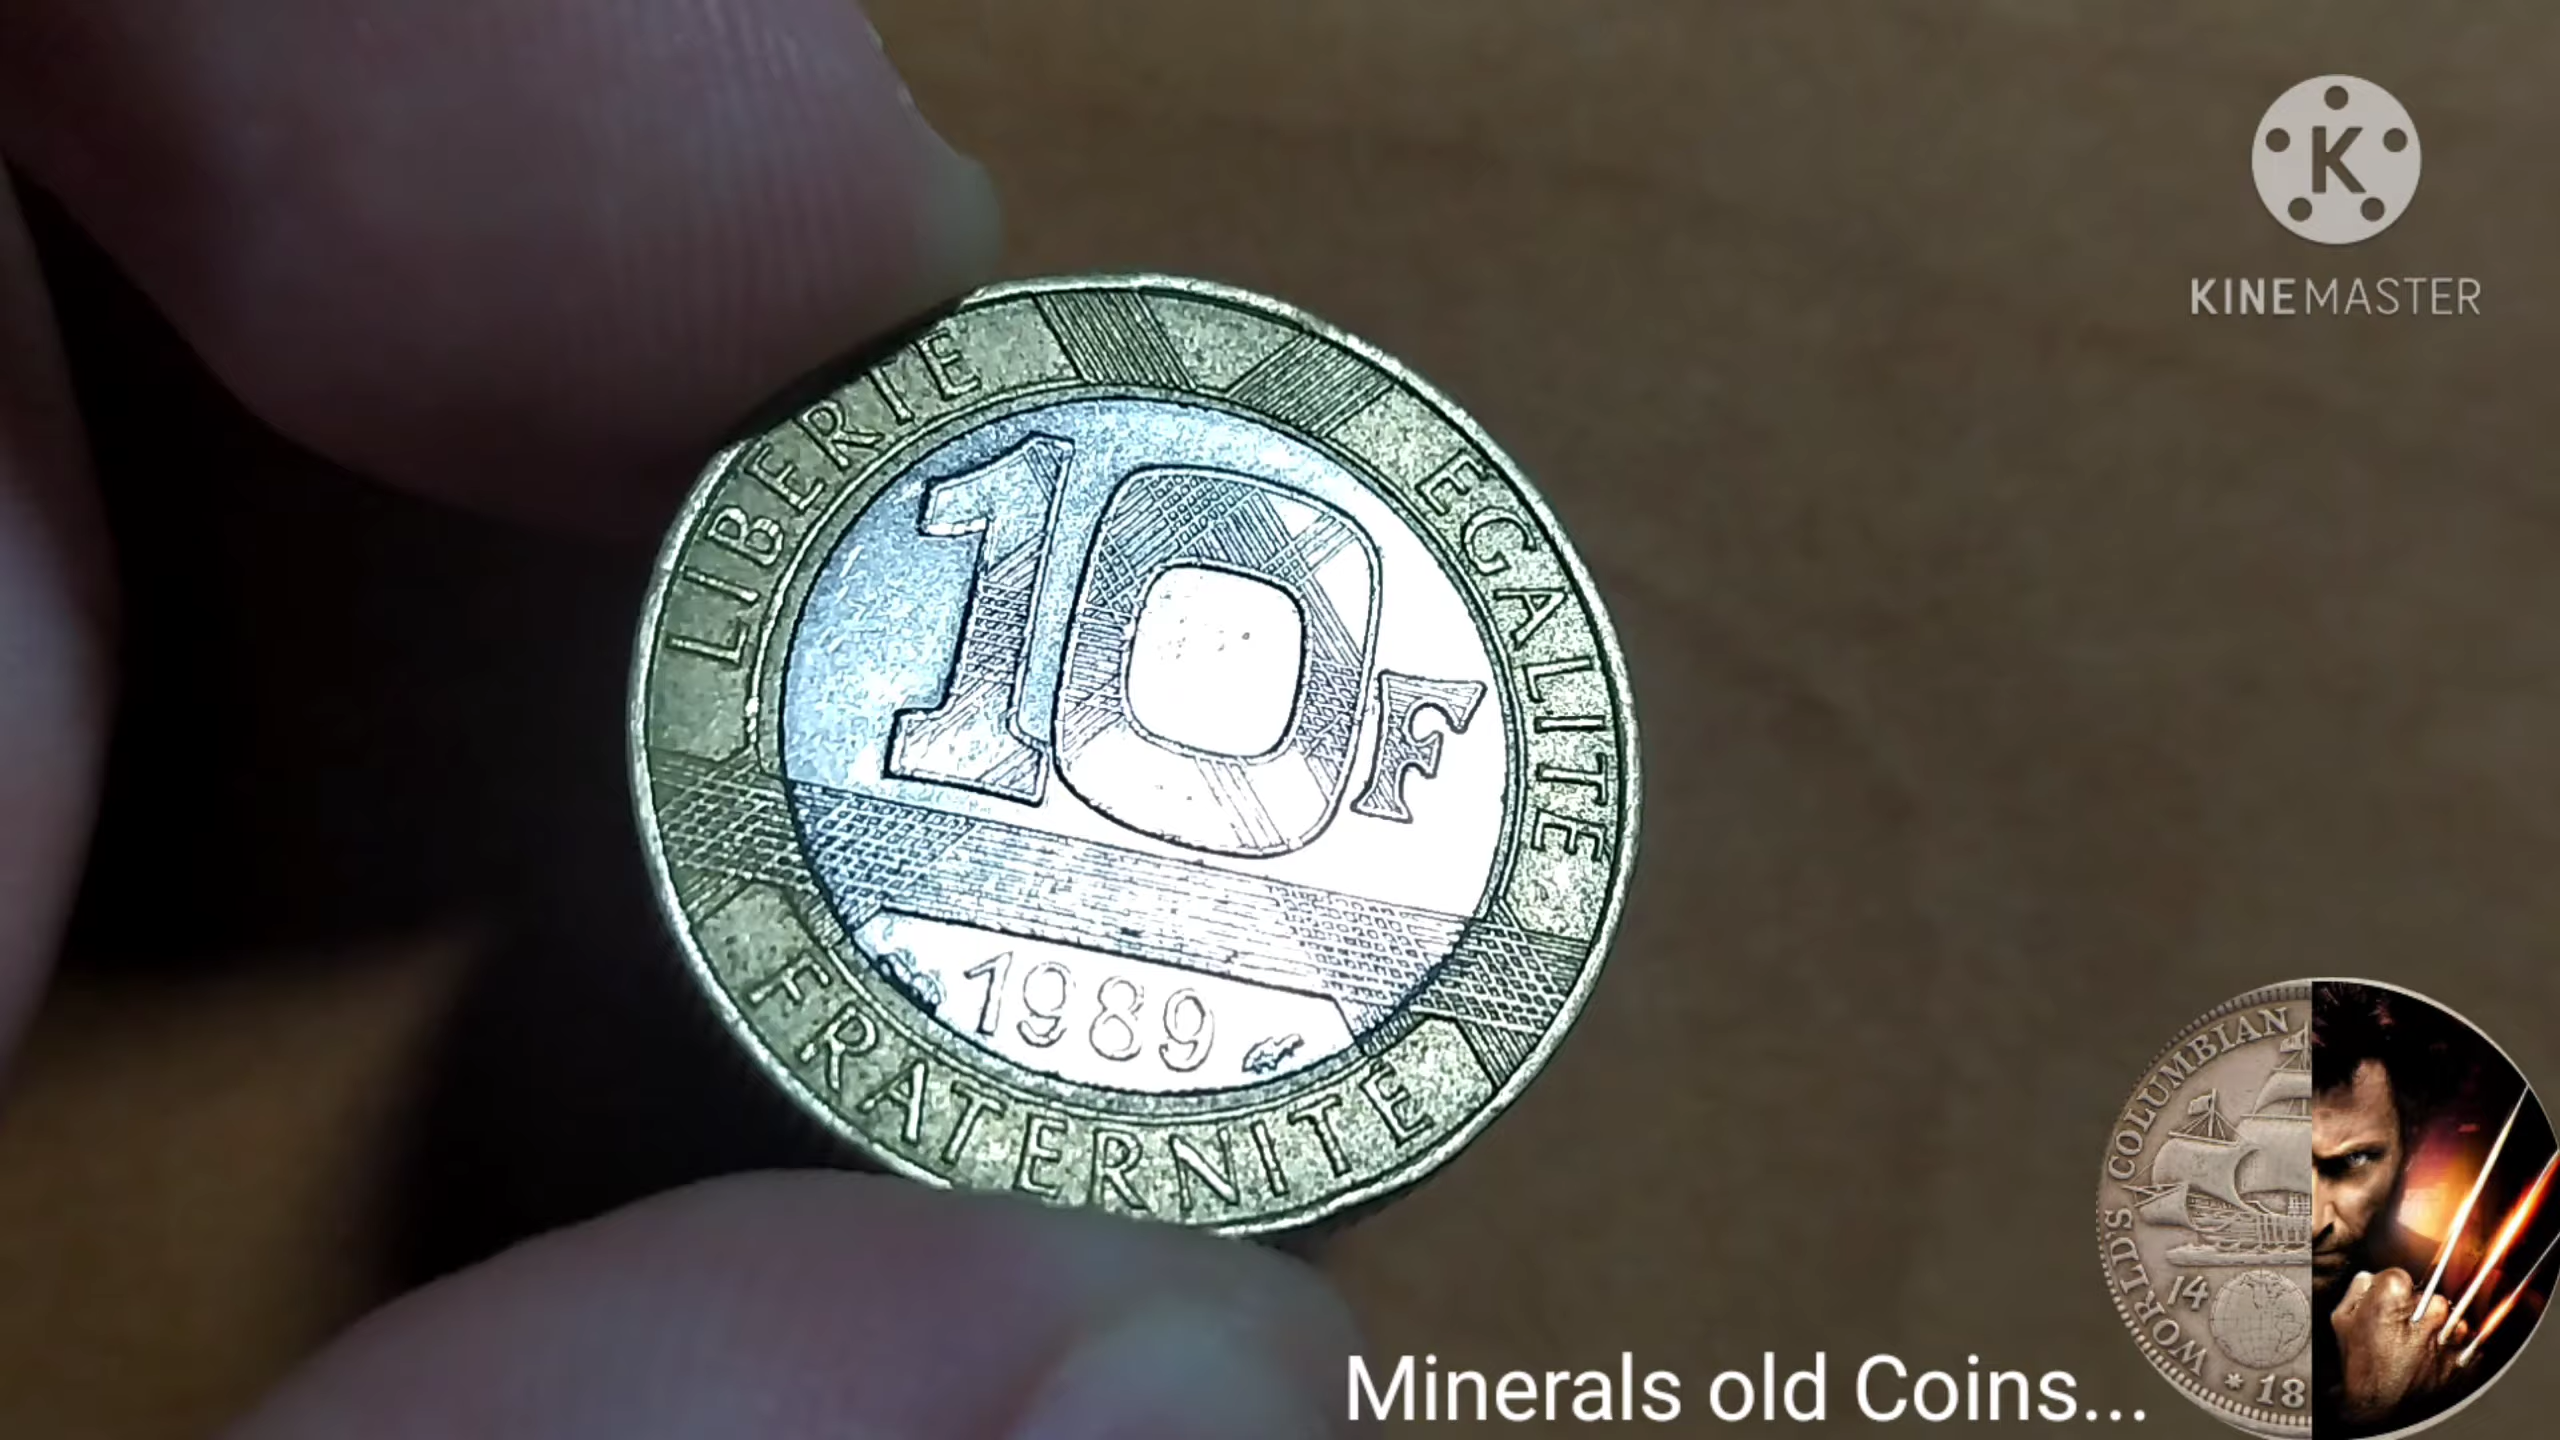 K
KINEMASTER
LIBERTE
EGALITE
10 F
1989
FRATERNITE
WORLD'S COLUMBIAN
14
* 18
Minerals old Coins...